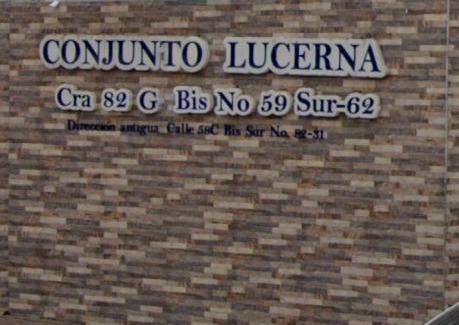 CONJUNTO LUCERNA
Cra 82 G Bis No 59 Sur-62
Dirección antigua Calle 58C Bis Sur No. 82-31